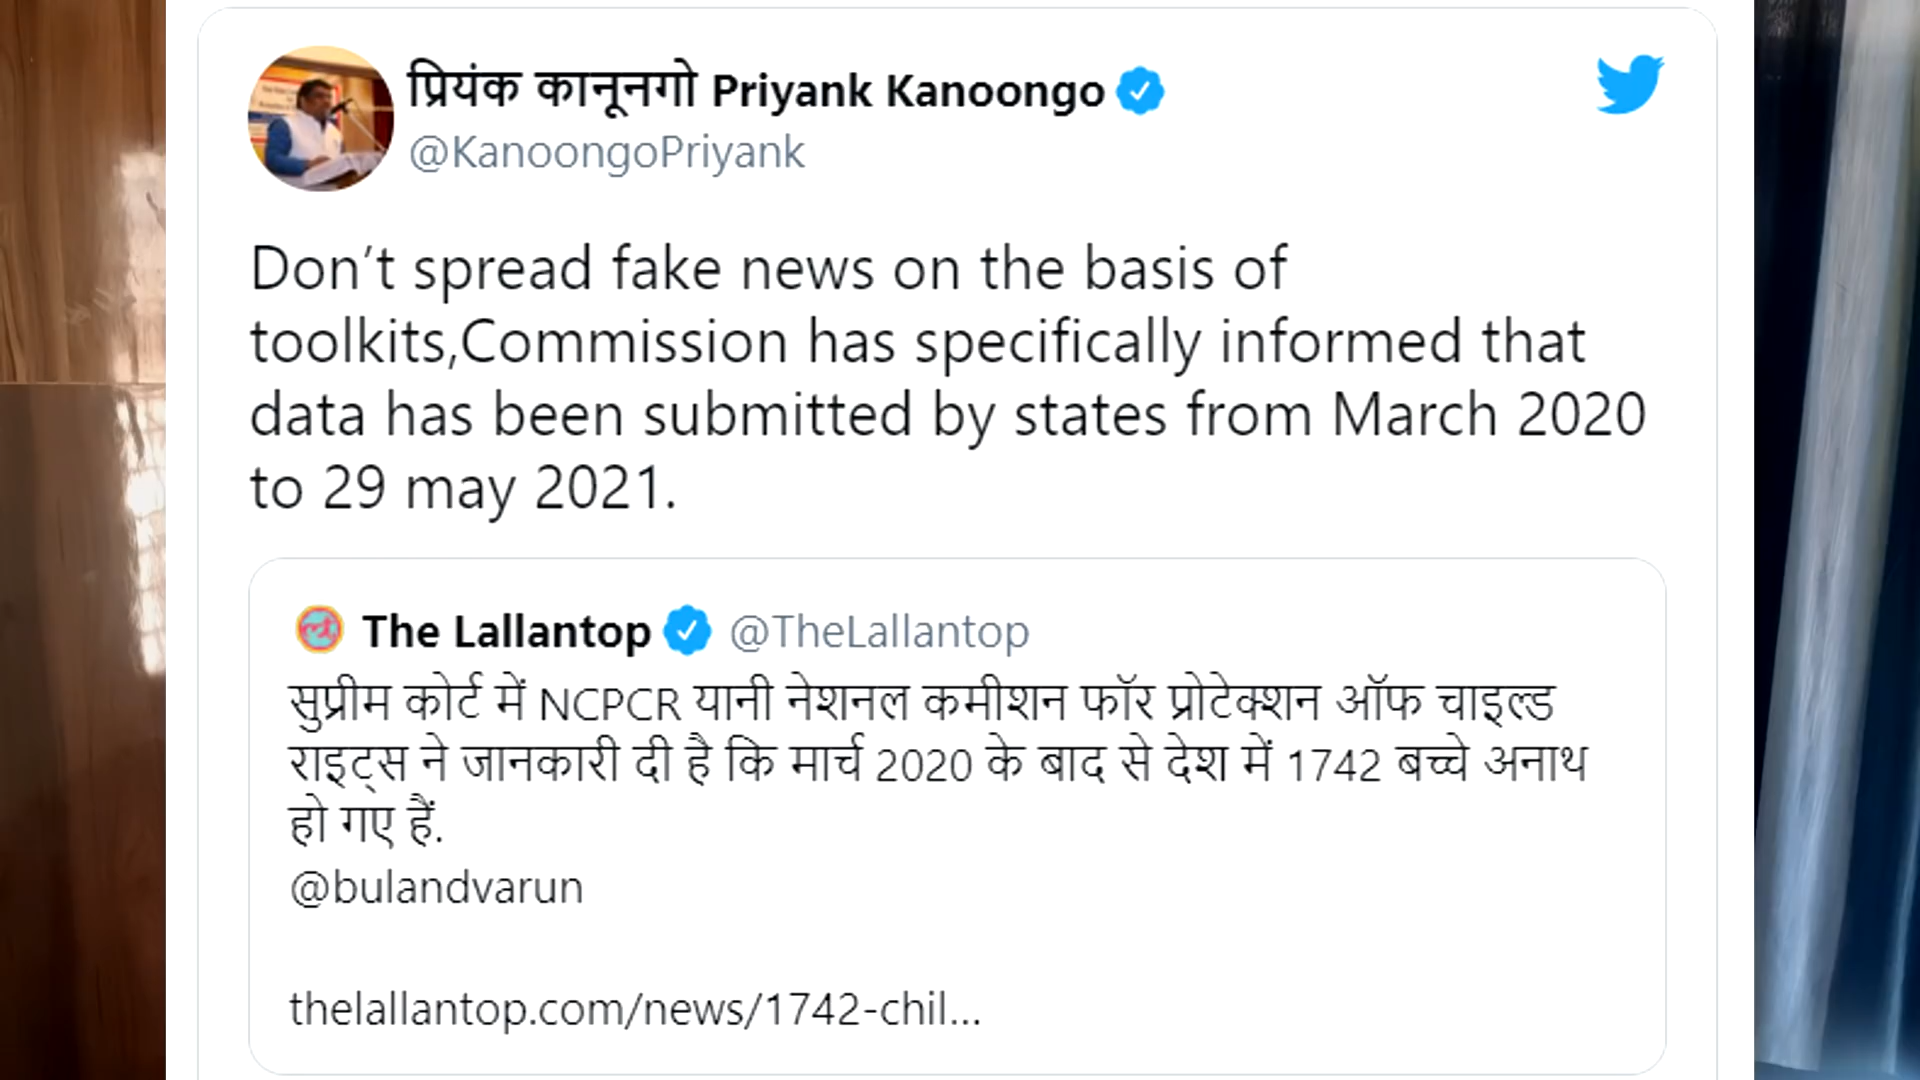 प्रियंक कानूनगो Priyank Kanoongo
@KanoongoPriyank
Don’t spread fake news on the basis of
toolkits,Commission has specifically informed that
data has been submitted by states from March 2020
to 29 may 2021.
The Lallantop @TheLallantop
सुप्रीम कोर्ट में NCPCR यानी नेशनल कमीशन फॉर प्रोटेक्शन ऑफ चाइल्ड
राइट्स ने जानकारी दी है कि मार्च 2020 के बाद से देश में 1742 बच्चे अनाथ
हो गए हैं.
@bulandvarun
thelallantop.com/news/1742-chil...